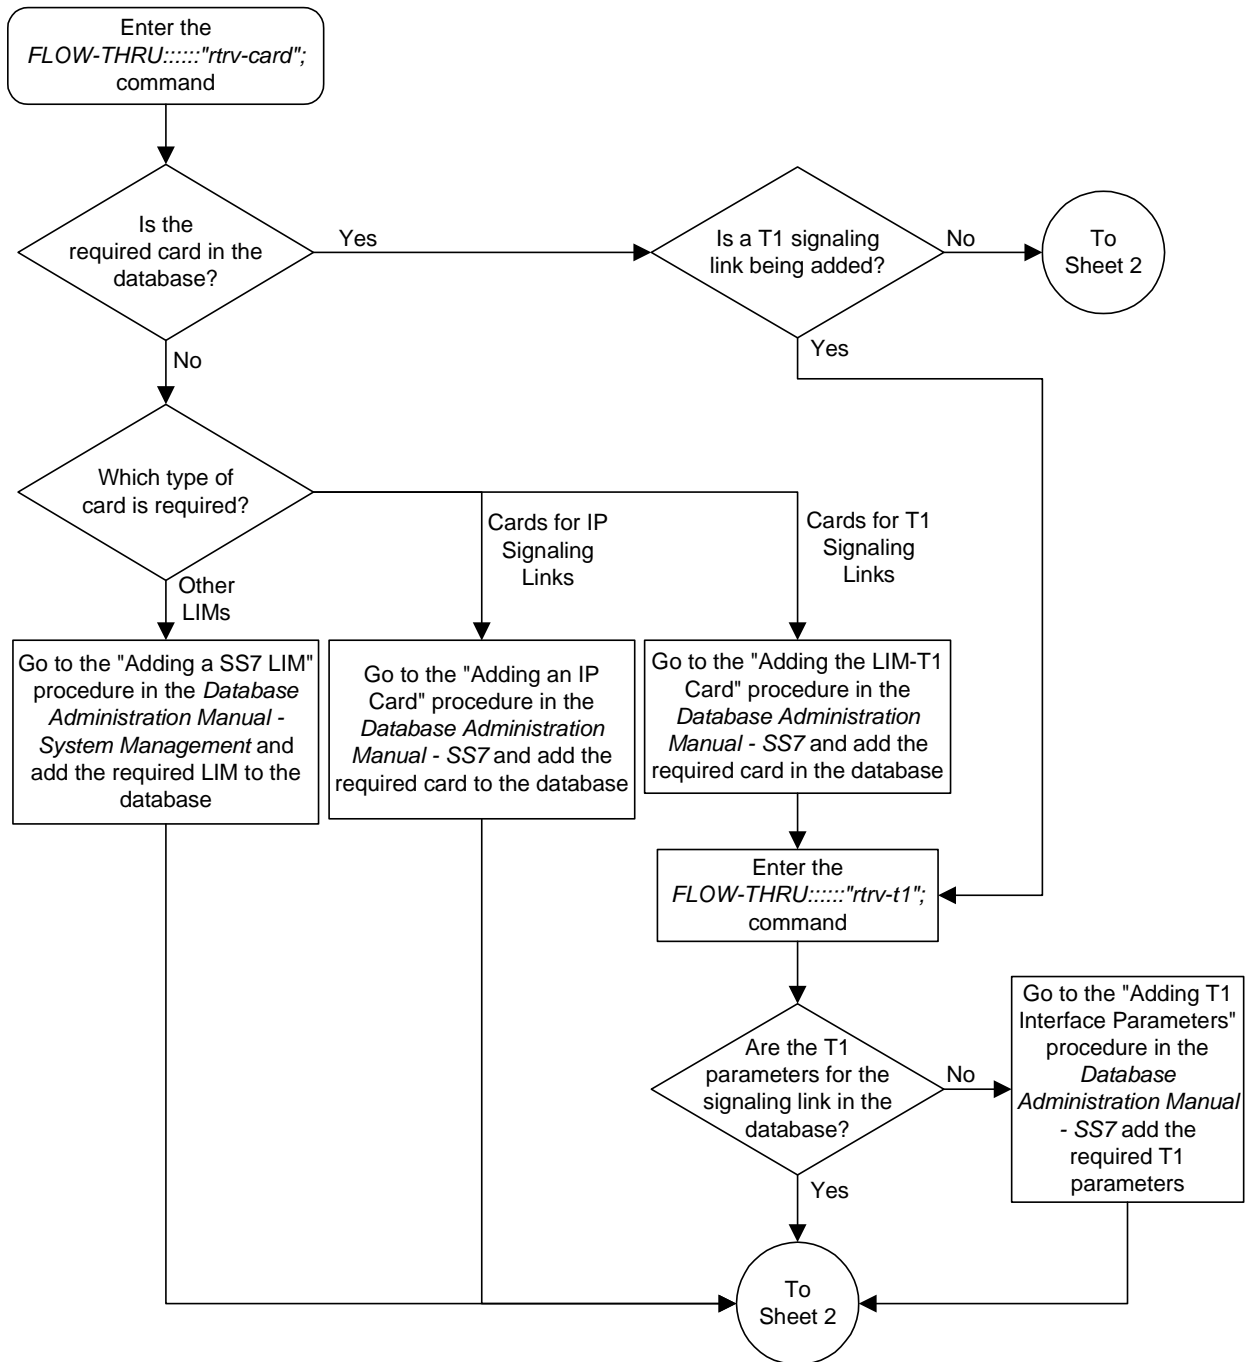 Enter the
FLOW-THRU::::::"rtrv-card";
command
Is the
required card in the
database?
Yes
Is a T1 signaling
link being added?
No
To
Sheet 2
Yes
No
Which type of
card is required?
Cards for IP
Signaling
Links
Cards for T1
Signaling
Links
Other
LIMs
Go to the "Adding a SS7 LIM"
procedure in the Database
Administration Manual -
System Management and
add the required LIM to the
database
Go to the "Adding an IP
Card" procedure in the
Database Administration
Manual - SS7 and add the
required card to the database
Go to the "Adding the LIM-T1
Card" procedure in the
Database Administration
Manual - SS7 and add the
required card in the database
Enter the
FLOW-THRU::::::"rtrv-t1";
command
Are the T1
parameters for the
signaling link in the
database?
No
Go to the "Adding T1
Interface Parameters"
procedure in the
Database
Administration Manual
- SS7 add the
required T1
parameters
Yes
To
Sheet 2